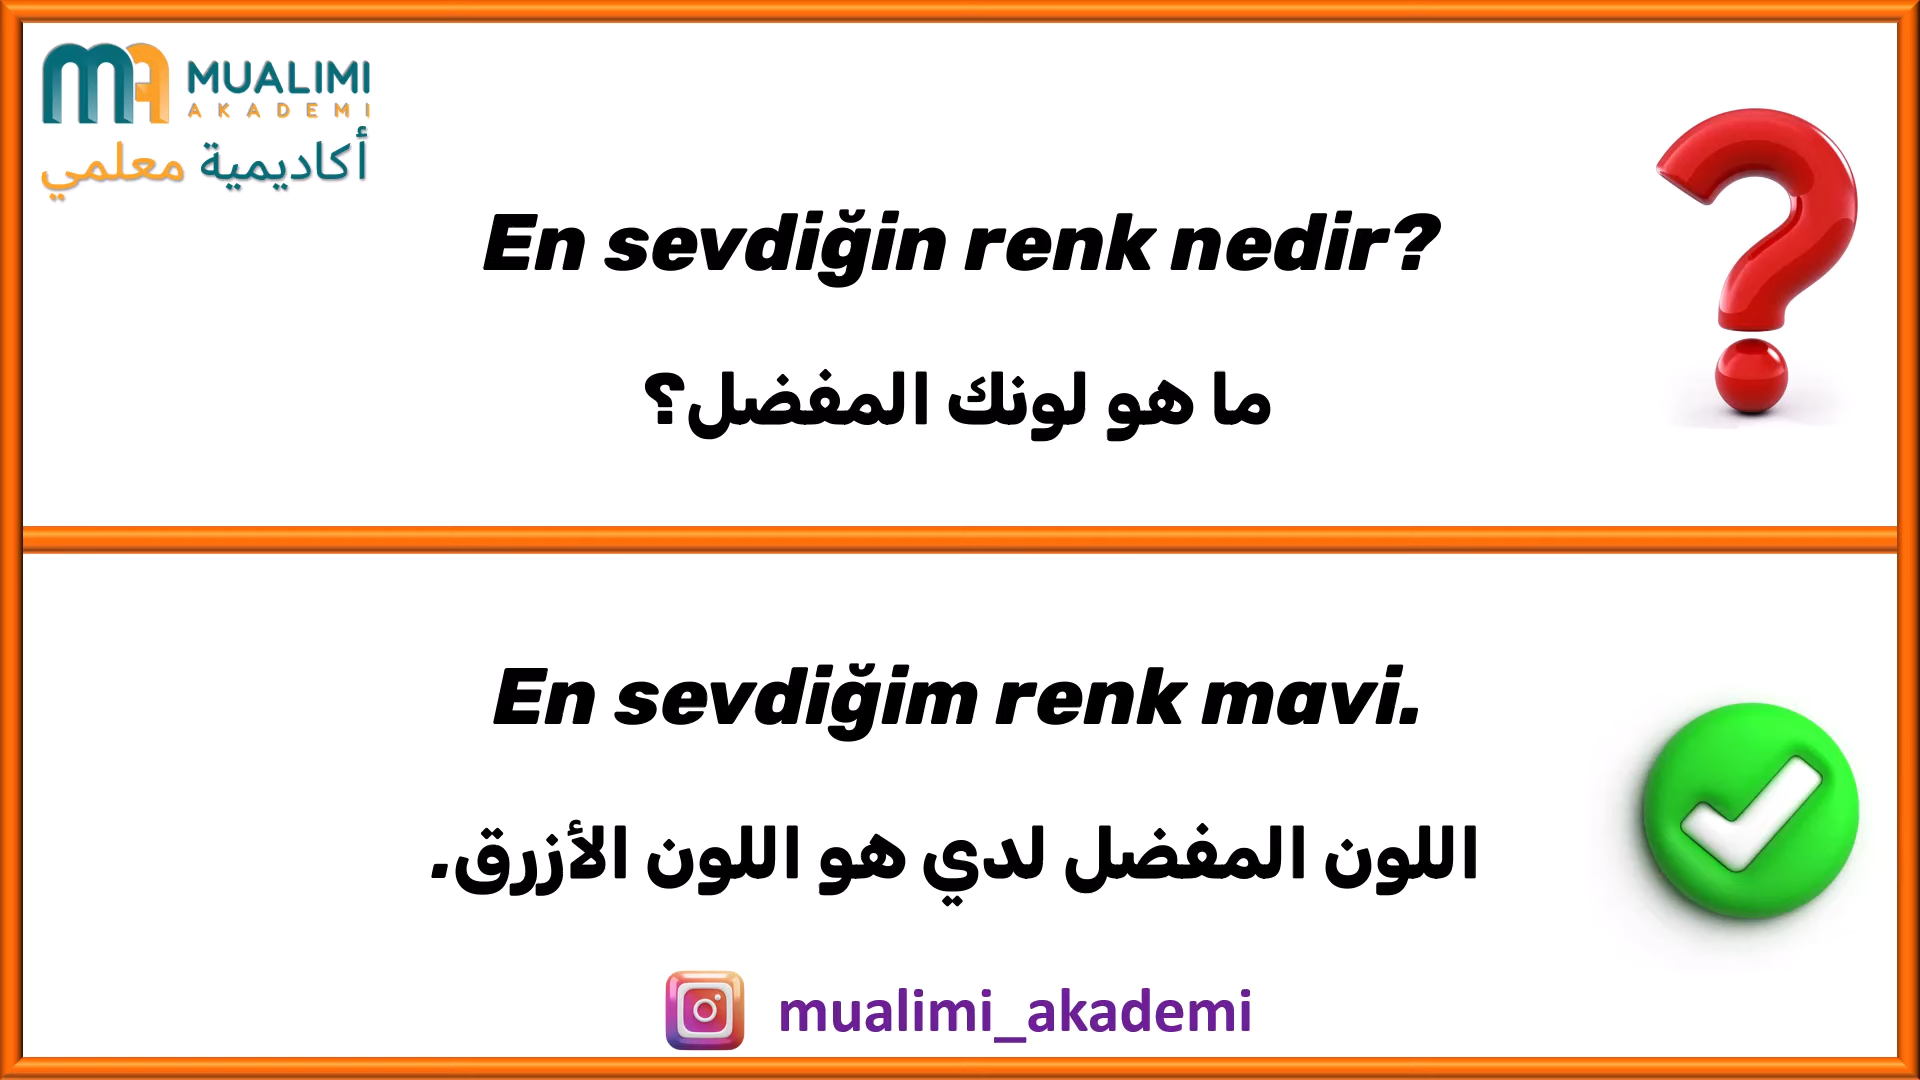 MUALIMI
AKADEMI
أكاديمية معلمي
En sevdiğin renk nedir?
ما هو لونك المفضل؟
En sevdiğim renk mavi.
اللون المفضل لدي هو اللون الأزرق.
mualimi_akademi